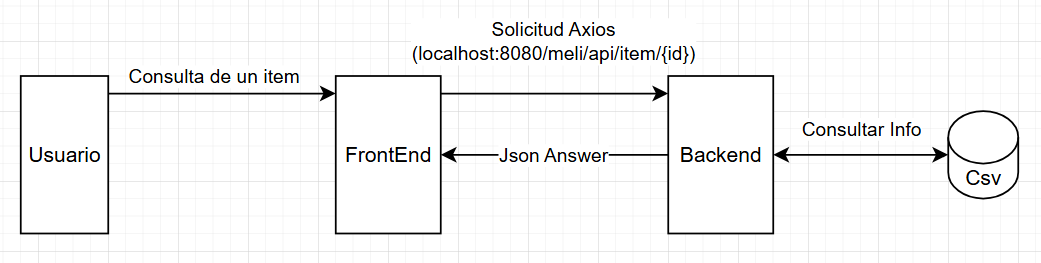 Solicitud Axios
(localhost:8080/meli/api/item/{id})
Consulta de un item
Consultar Info
Usuario
FrontEnd
Json Answer
Backend
Csv